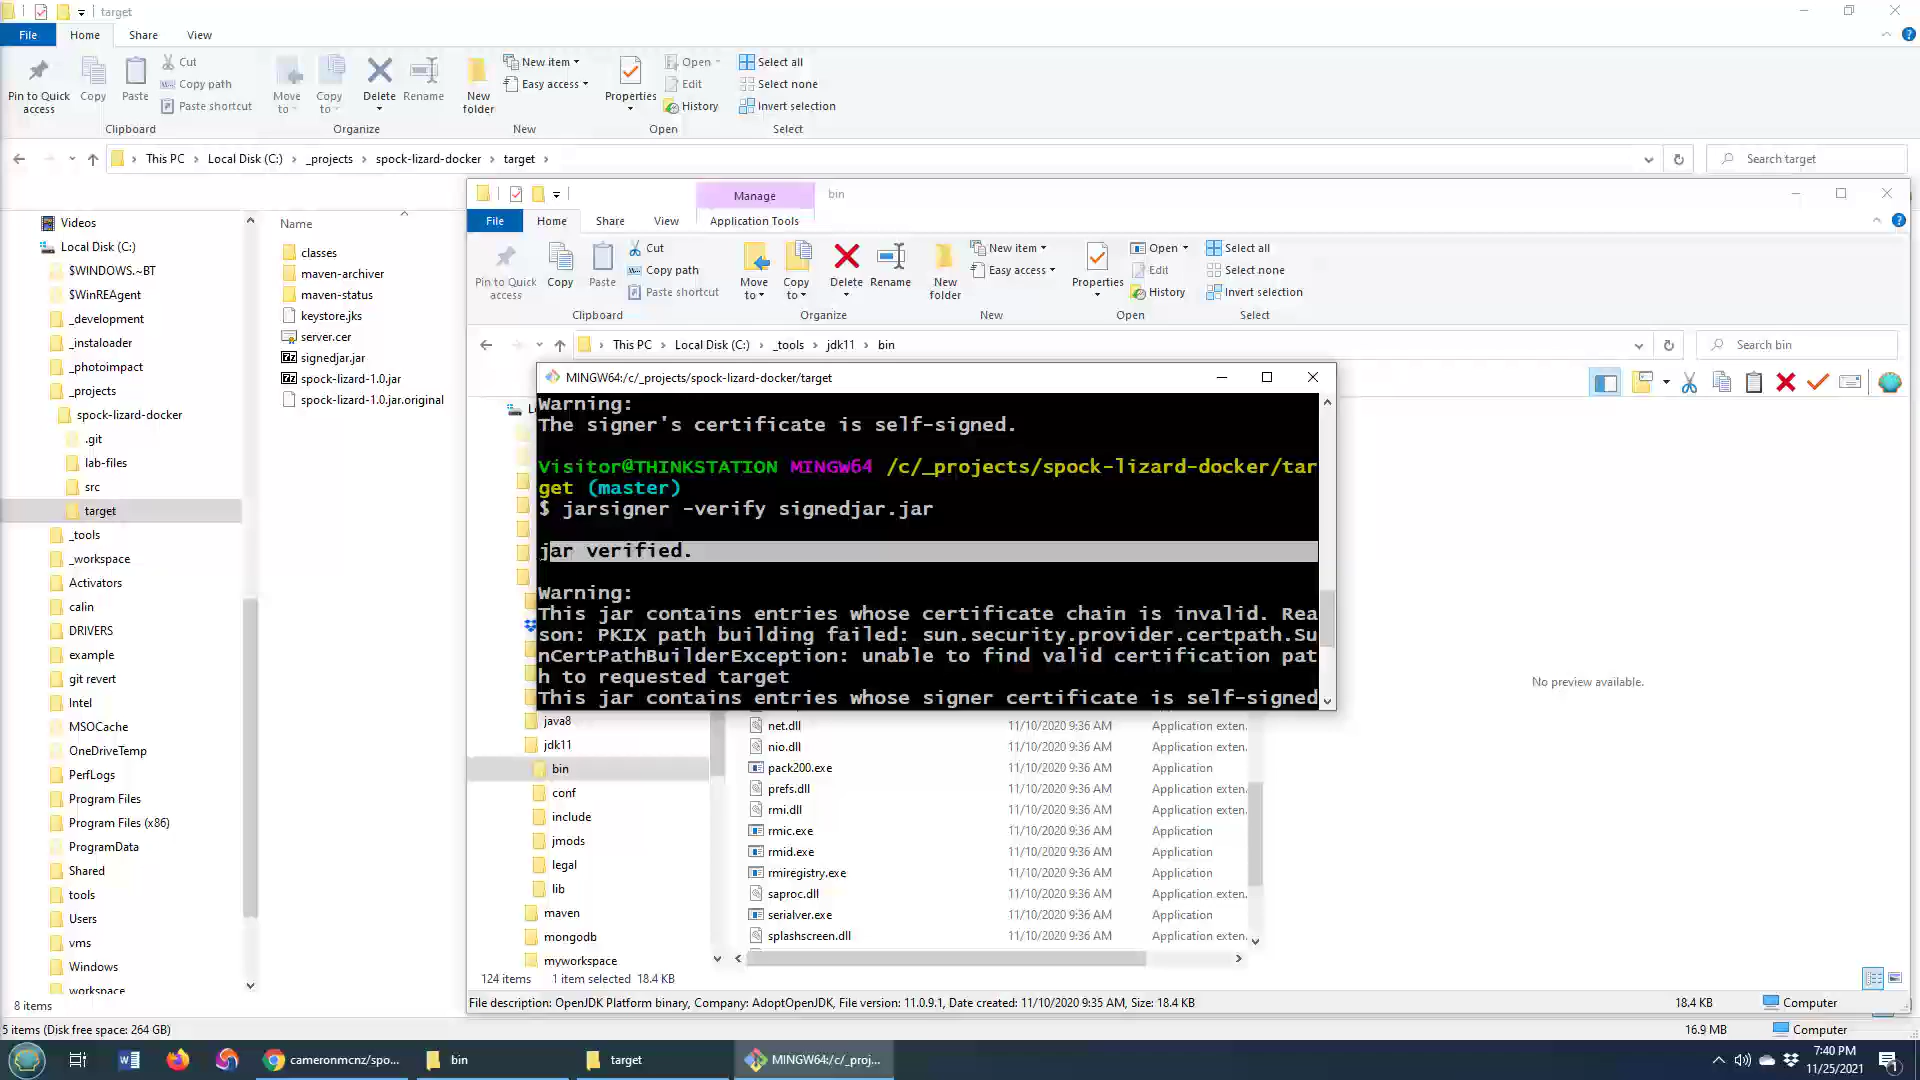 target
File
Home
Share
View
Pin to Quick access
Copy
Paste
Cut
Copy path
Paste shortcut
Clipboard
Move to
Copy to
Delete
Rename
Organize
New folder
New item
Easy access
New
Properties
Open
Edit
History
Open
Select all
Select none
Invert selection
Select
This PC > Local Disk (C:) > _projects > spock-lizard-docker > target
Search target
Videos
Local Disk (C:)
$WINDOWS.~BT
$WinREAgent
_development
_instaloader
_photoimpact
_projects
spock-lizard-docker
.git
lab-files
src
target
_tools
_workspace
Activators
calin
DRIVERS
example
git revert
Intel
MSOCache
OneDriveTemp
PerfLogs
Program Files
Program Files (x86)
ProgramData
Shared
tools
Users
vms
Windows
workspace
8 items
5 items (Disk free space: 264 GB)
Name
classes
maven-archiver
maven-status
keystore.jks
server.cer
signedjar.jar
spock-lizard-1.0.jar
spock-lizard-1.0.jar.original
Manage
bin
File
Home
Share
View
Application Tools
Pin to Quick access
Copy
Paste
Cut
Copy path
Paste shortcut
Clipboard
Move to
Copy to
Delete
Rename
Organize
New folder
New item
Easy access
New
Properties
Open
Edit
History
Open
Select all
Select none
Invert selection
Select
This PC > Local Disk (C:) > _tools > jdk11 > bin
Search bin
MINGW64:/c/_projects/spock-lizard-docker/target
Warning:
The signer's certificate is self-signed.
Visitor@THINKSTATION MINGW64 /c/_projects/spock-lizard-docker/tar
get (master)
$ jarsigner -verify signedjar.jar
jar verified.
Warning:
This jar contains entries whose certificate chain is invalid. Rea
son: PKIX path building failed: sun.security.provider.certpath.Su
nCertPathBuilderException: unable to find valid certification pat
h to requested target
This jar contains entries whose signer certificate is self-signed
No preview available.
java8
jdk11
bin
conf
include
jmods
legal
lib
maven
mongodb
myworkspace
net.dll 11/10/2020 9:36 AM Application exten.
nio.dll 11/10/2020 9:36 AM Application exten.
pack200.exe 11/10/2020 9:36 AM Application
prefs.dll 11/10/2020 9:36 AM Application exten.
rmi.dll 11/10/2020 9:36 AM Application exten.
rmic.exe 11/10/2020 9:36 AM Application
rmid.exe 11/10/2020 9:36 AM Application
rmiregistry.exe 11/10/2020 9:36 AM Application
saproc.dll 11/10/2020 9:36 AM Application exten.
serialver.exe 11/10/2020 9:36 AM Application
splashscreen.dll 11/10/2020 9:36 AM Application exten.
124 items 1 item selected 18.4 KB
File description: OpenJDK Platform binary, Company: AdoptOpenJDK, File version: 11.0.9.1, Date created: 11/10/2020 9:35 AM, Size: 18.4 KB
18.4 KB
Computer
16.9 MB
Computer
cameronmcnz/spo...
bin
target
MINGW64:/c/_proj...
7:40 PM
11/25/2021
1